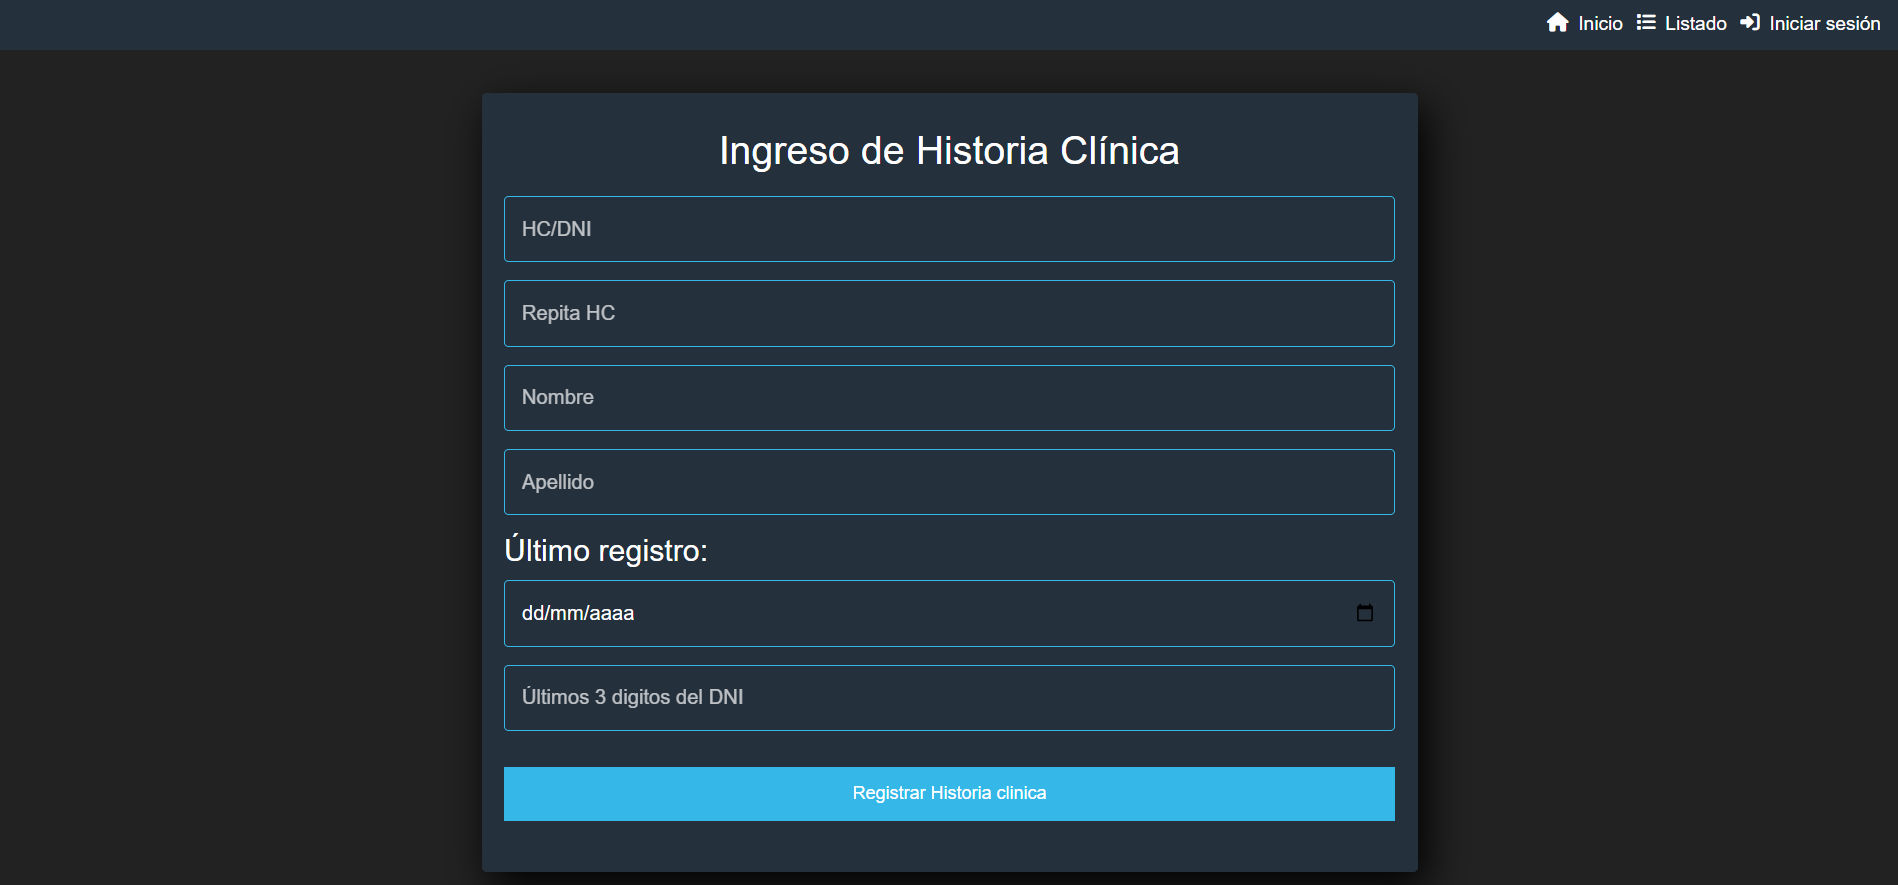 Inicio Listado Iniciar sesión
Ingreso de Historia Clínica
HC/DNI
Repita HC
Nombre
Apellido
Último registro:
dd/mm/aaaa
Últimos 3 digitos del DNI
Registrar Historia clinica